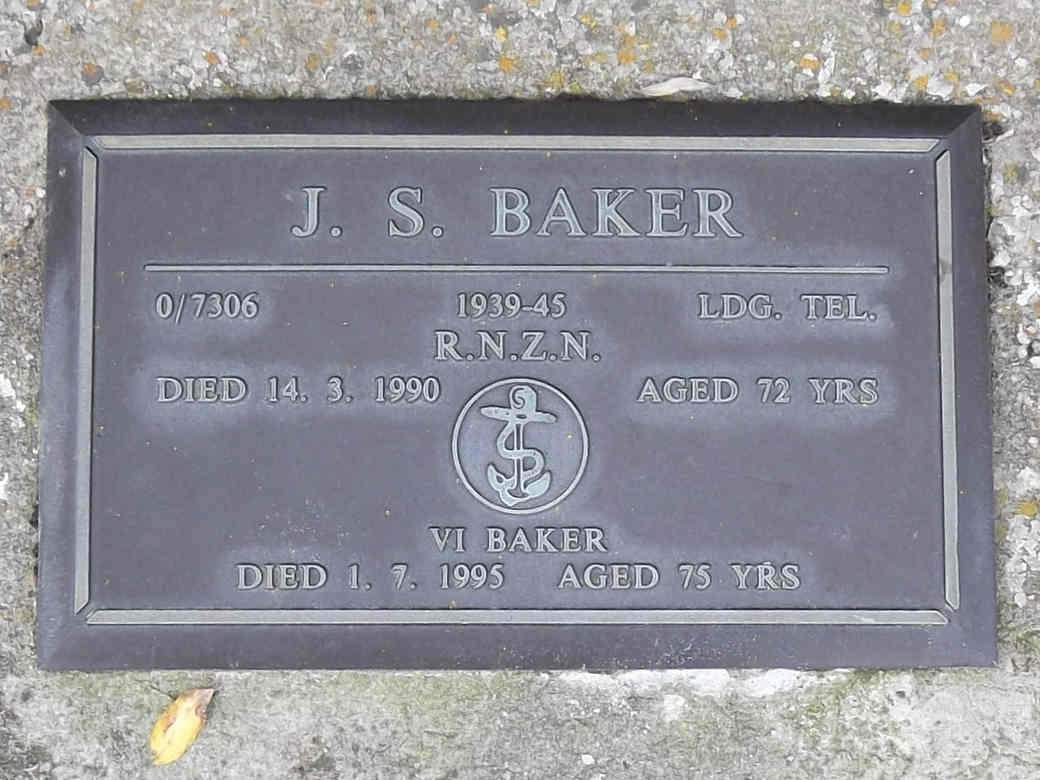 J. S. BAKER
0/7306 1939-45 LDG. TEL.
R.N.Z.N.
DIED 14. 3. 1990 AGED 72 YRS
VI BAKER
DIED 1. 7. 1995 AGED 75 YRS